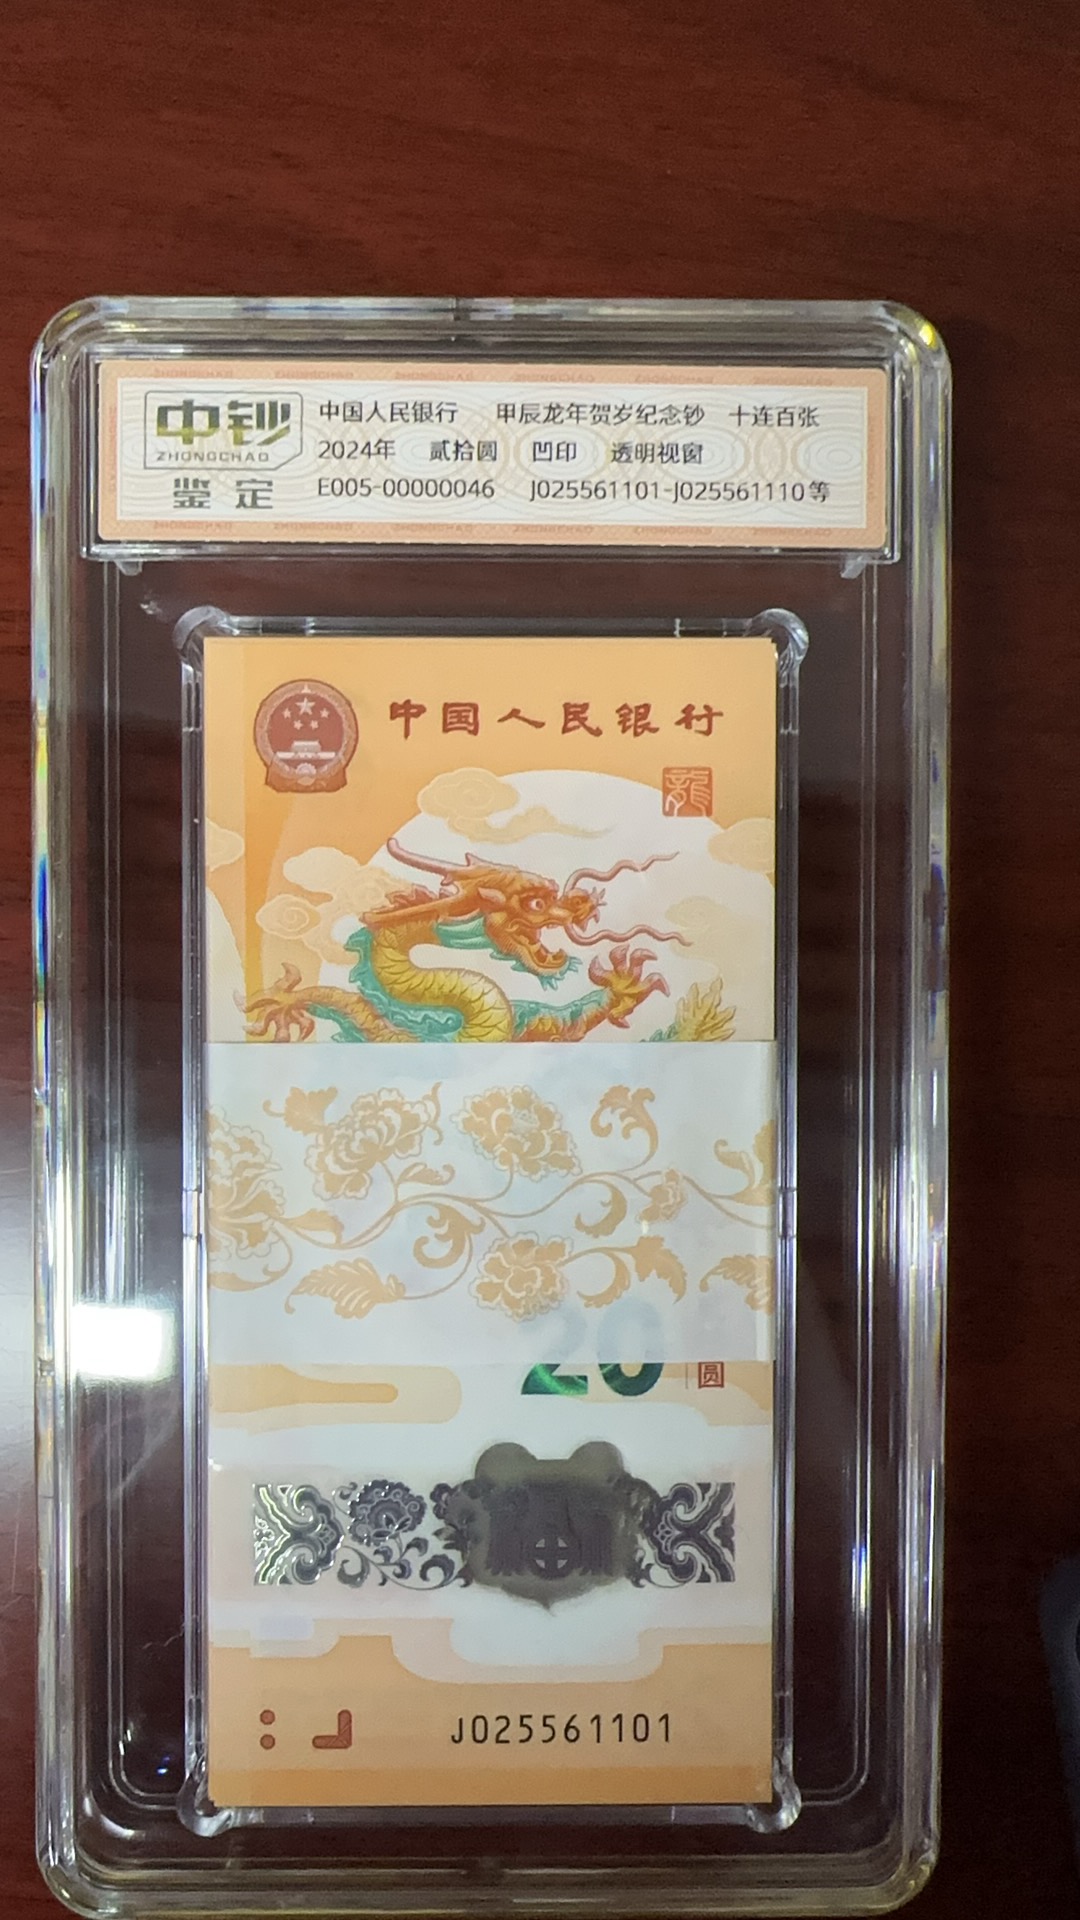 中钞
ZHONGCHAO
鉴定
中国人民银行 甲辰龙年贺岁纪念钞 十连百张
2024年 贰拾圆 凹印 透明视窗
E005-00000046 J025561101-J025561110等
中国人民银行
龍
20
圆
J025561101